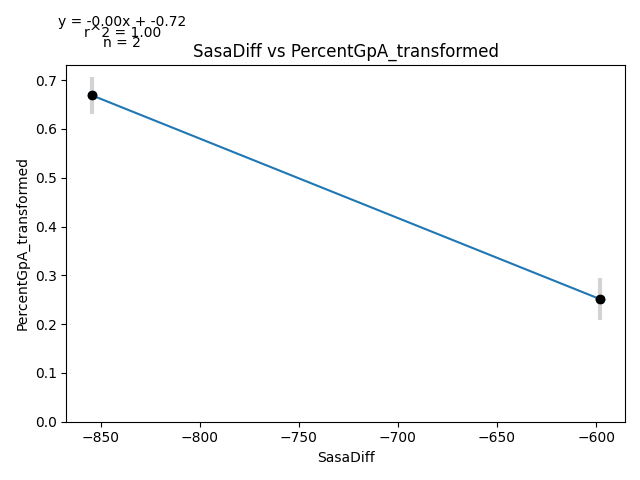 y = -0.00x + -0.72
r^2 = 1.00
n = 2
SasaDiff vs PercentGpA_transformed
0.7
0.6
0.5
0.4
0.3
0.2
0.1
0.0
PercentGpA_transformed
−850
−800
−750
−700
−650
−600
SasaDiff